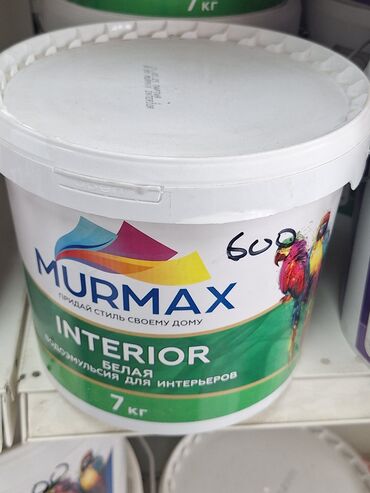 7 кг
600
MURMAX
ПРИДАЙ СТИЛЬ СВОЕМУ ДОМУ
INTERIOR
БЕЛАЯ
ВОДОЭМУЛЬСИЯ ДЛЯ ИНТЕРЬЕРОВ
7 кг